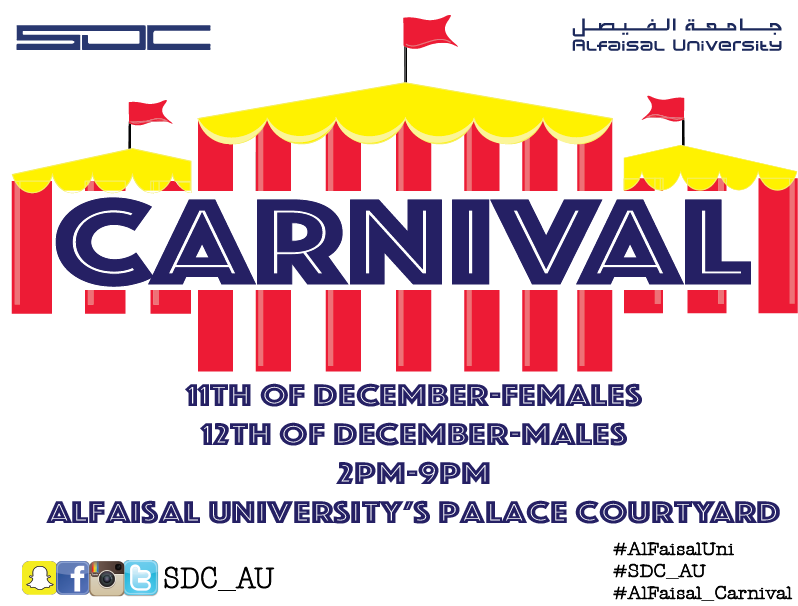 SDC
جامعة الفيصل
Alfaisal University
CARNIVAL
11TH OF DECEMBER-FEMALES
12TH OF DECEMBER-MALES
2PM-9PM
ALFAISAL UNIVERSITY'S PALACE COURTYARD
SDC_AU
#AlFaisalUni
#SDC_AU
#AlFaisal_Carnival